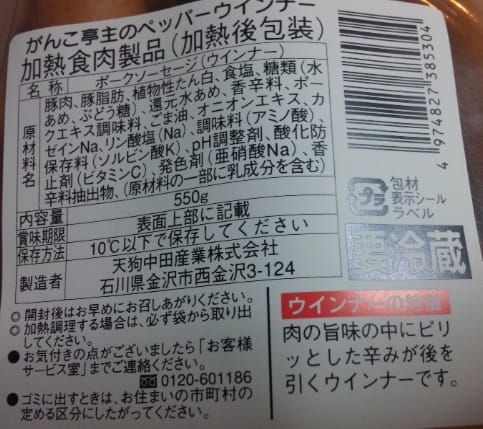 がんこ亭主のペッパーウインナー
加熱食肉製品(加熱後包装)
名称 ポークソーセージ(ウインナー)
原材料名 豚肉、豚脂肪、植物性たん白、食塩、糖類(水
あめ、ぶどう糖)、還元水あめ、香辛料、ポー
クエキス調味料、ごま油、オニオンエキス、カ
ゼインNa、リン酸塩(Na)、調味料(アミノ酸)、
保存料(ソルビン酸K)、pH調整剤、酸化防
止剤(ビタミンC)、発色剤(亜硝酸Na)、香
辛料抽出物、(原材料の一部に乳成分を含む)
内容量 550g
賞味期限 表面上部に記載
保存方法 10℃以下で保存してください
製造者 天狗中田産業株式会社
石川県金沢市西金沢3-124
◎開封後はお早めにお召しあがりください。
◎加熱調理する場合は、必ず袋から取り出
してください。
●お気付きの点がございましたら「お客様
サービス室」までご連絡ください。
0120-601186
●ゴミに出すときは、お住まいの市町村の
定める区分にしたがってください。
4974827385304
プラ
包材
表示シール
ラベル
要冷蔵
ウインナーの特徴
肉の旨味の中にピリ
ッとした辛みが後を
引くウインナーです。